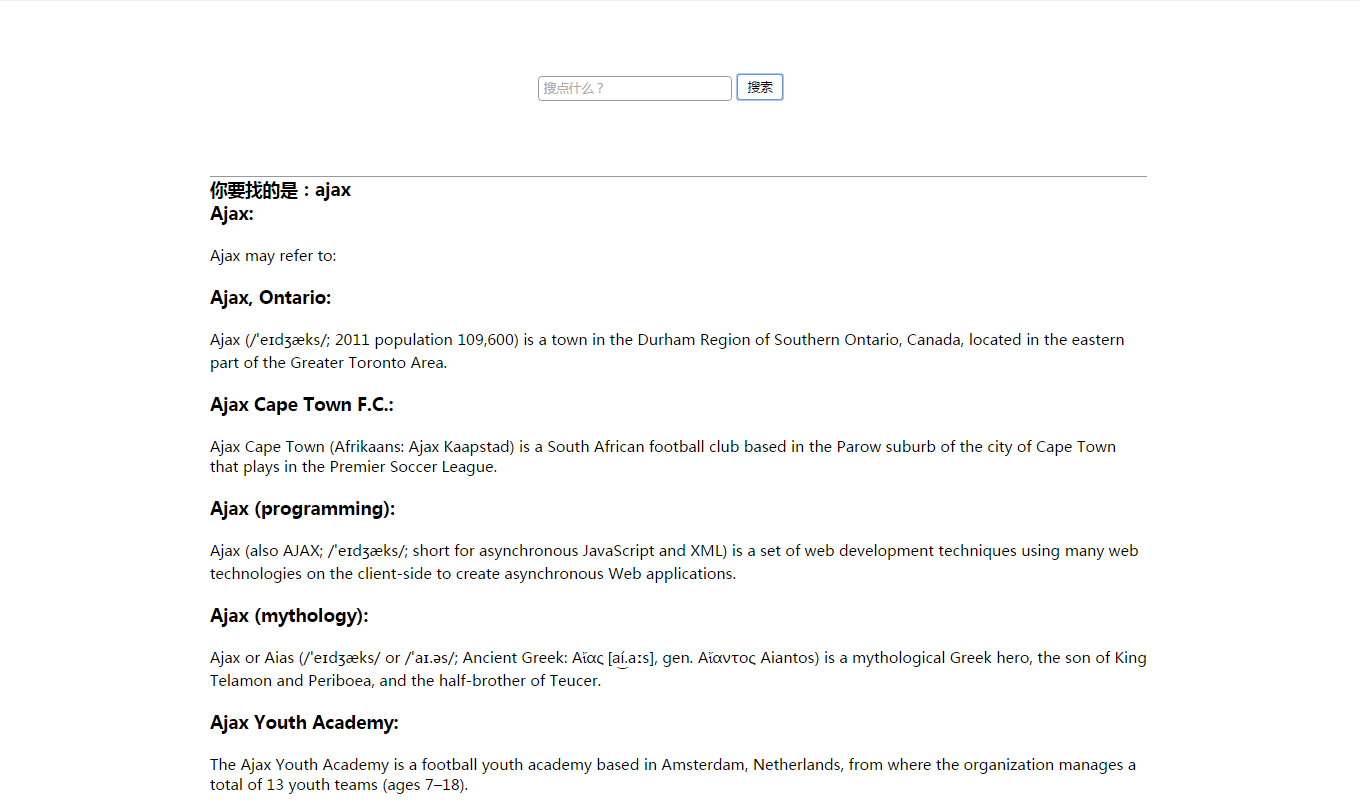 搜点什么？ 搜索
你要找的是：ajax
Ajax:
Ajax may refer to:
Ajax, Ontario:
Ajax (/ˈeɪdʒæks/; 2011 population 109,600) is a town in the Durham Region of Southern Ontario, Canada, located in the eastern
part of the Greater Toronto Area.
Ajax Cape Town F.C.:
Ajax Cape Town (Afrikaans: Ajax Kaapstad) is a South African football club based in the Parow suburb of the city of Cape Town
that plays in the Premier Soccer League.
Ajax (programming):
Ajax (also AJAX; /ˈeɪdʒæks/; short for asynchronous JavaScript and XML) is a set of web development techniques using many web
technologies on the client-side to create asynchronous Web applications.
Ajax (mythology):
Ajax or Aias (/ˈeɪdʒæks/ or /ˈaɪ.əs/; Ancient Greek: Αἴας [aí̯.aːs], gen. Αἴαντος Aiantos) is a mythological Greek hero, the son of King
Telamon and Periboea, and the half-brother of Teucer.
Ajax Youth Academy:
The Ajax Youth Academy is a football youth academy based in Amsterdam, Netherlands, from where the organization manages a
total of 13 youth teams (ages 7–18).